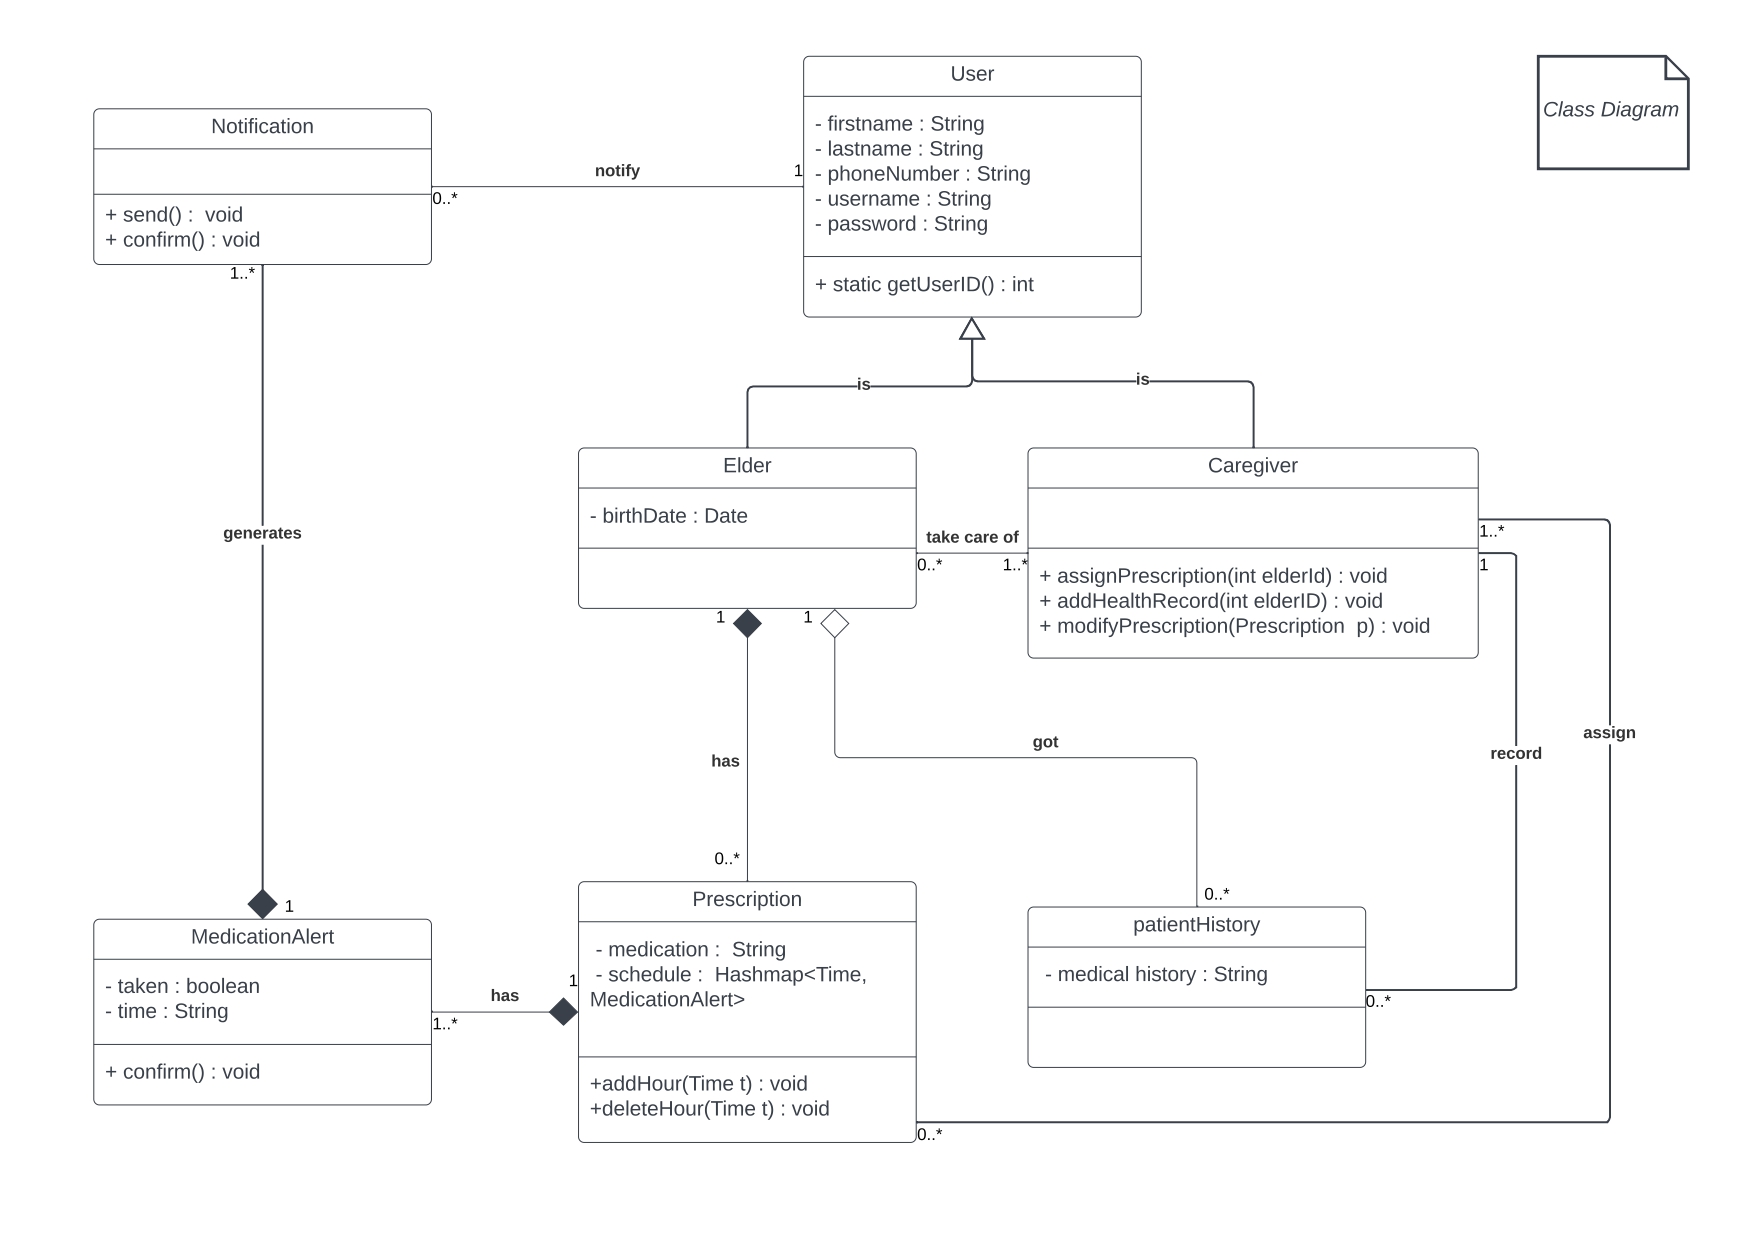 Class Diagram
User
- firstname : String
- lastname : String
- phoneNumber : String
- username : String
- password : String
+ static getUserID() : int
Notification
+ send() :  void
+ confirm() : void
notify
0..*
1
1..*
generates
1
is
is
Elder
- birthDate : Date
take care of
0..*
1..*
Caregiver
+ assignPrescription(int elderId) : void
+ addHealthRecord(int elderID) : void
+ modifyPrescription(Prescription  p) : void
1..*
1
assign
record
1
1
has
got
0..*
0..*
MedicationAlert
- taken : boolean
- time : String
+ confirm() : void
has
1..*
1
Prescription
- medication :  String
- schedule :  Hashmap<Time,
MedicationAlert>
+addHour(Time t) : void
+deleteHour(Time t) : void
0..*
patientHistory
- medical history : String
0..*